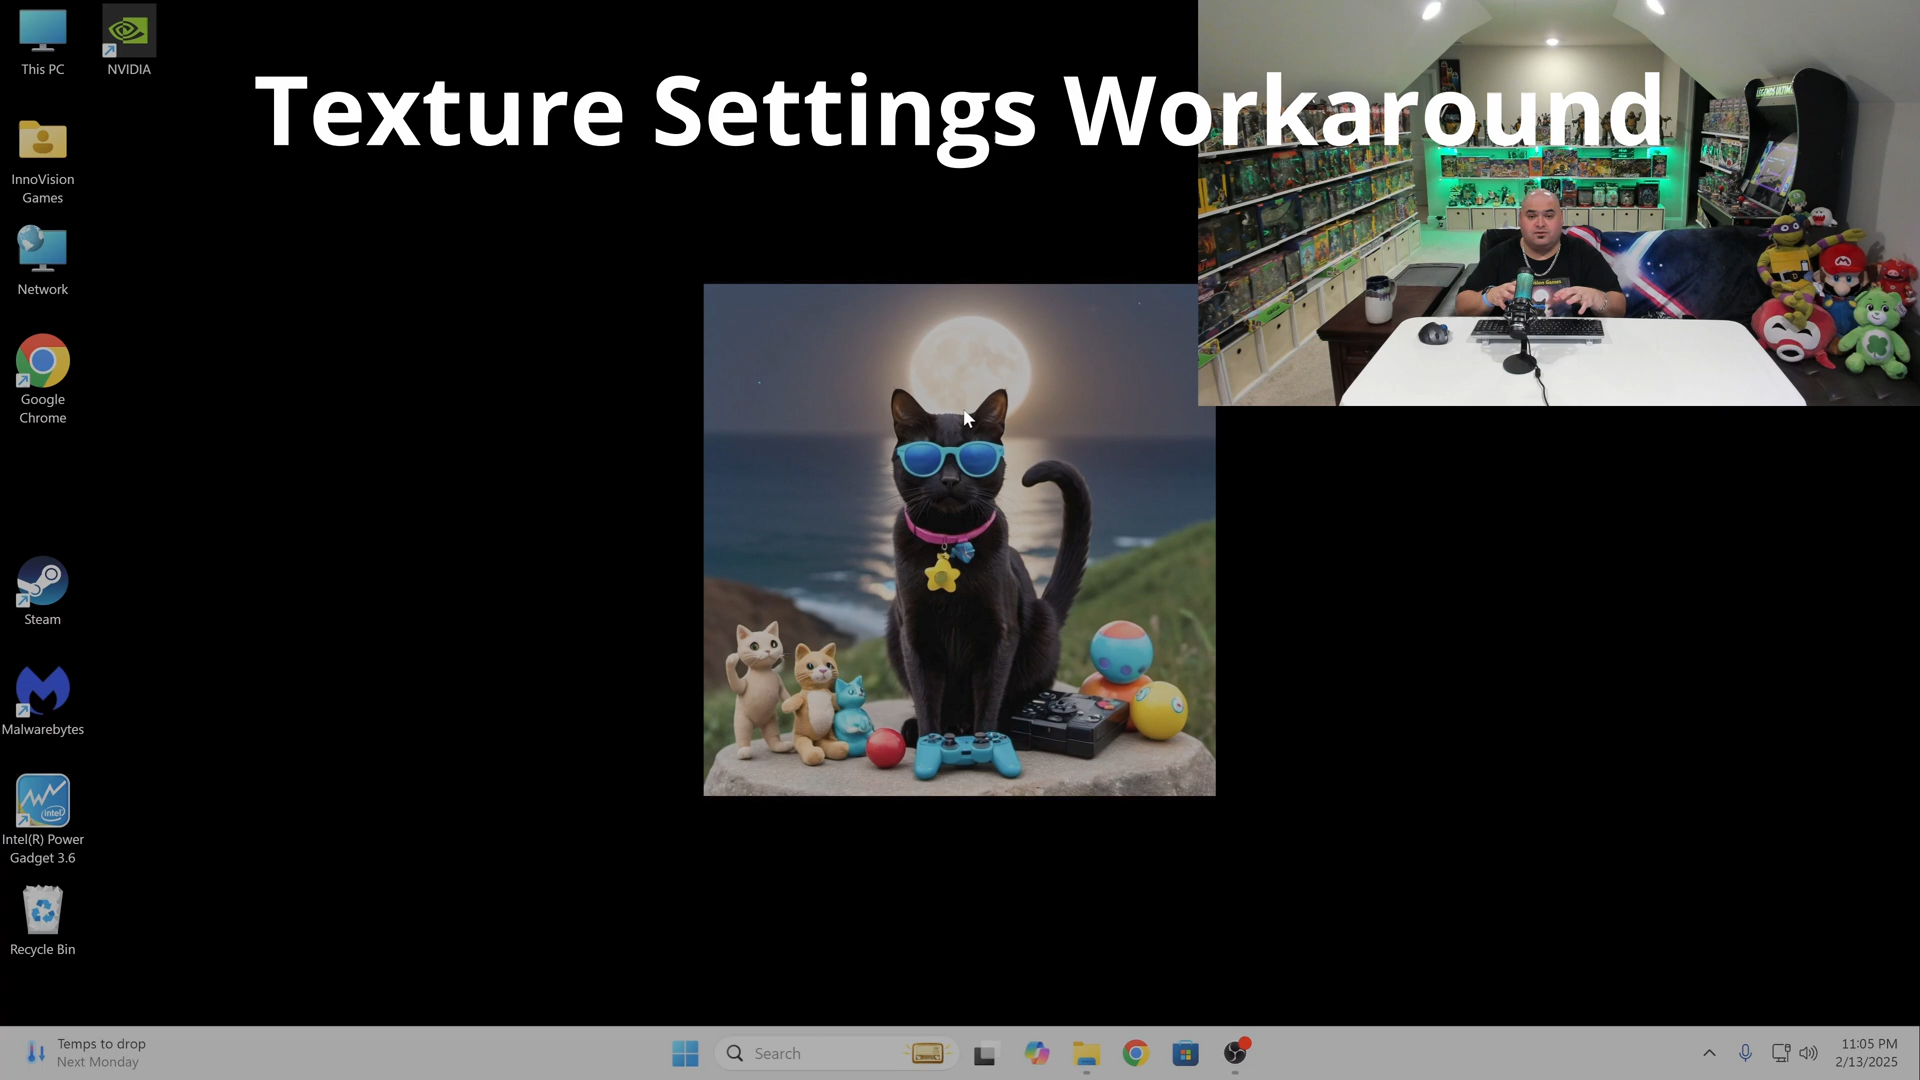 This PC
NVIDIA
Texture Settings Workaround
InnoVision
Games
Network
Google
Chrome
Steam
Malwarebytes
intel
Intel(R) Power
Gadget 3.6
Recycle Bin
Temps to drop
Next Monday
Search
11:05 PM
2/13/2025